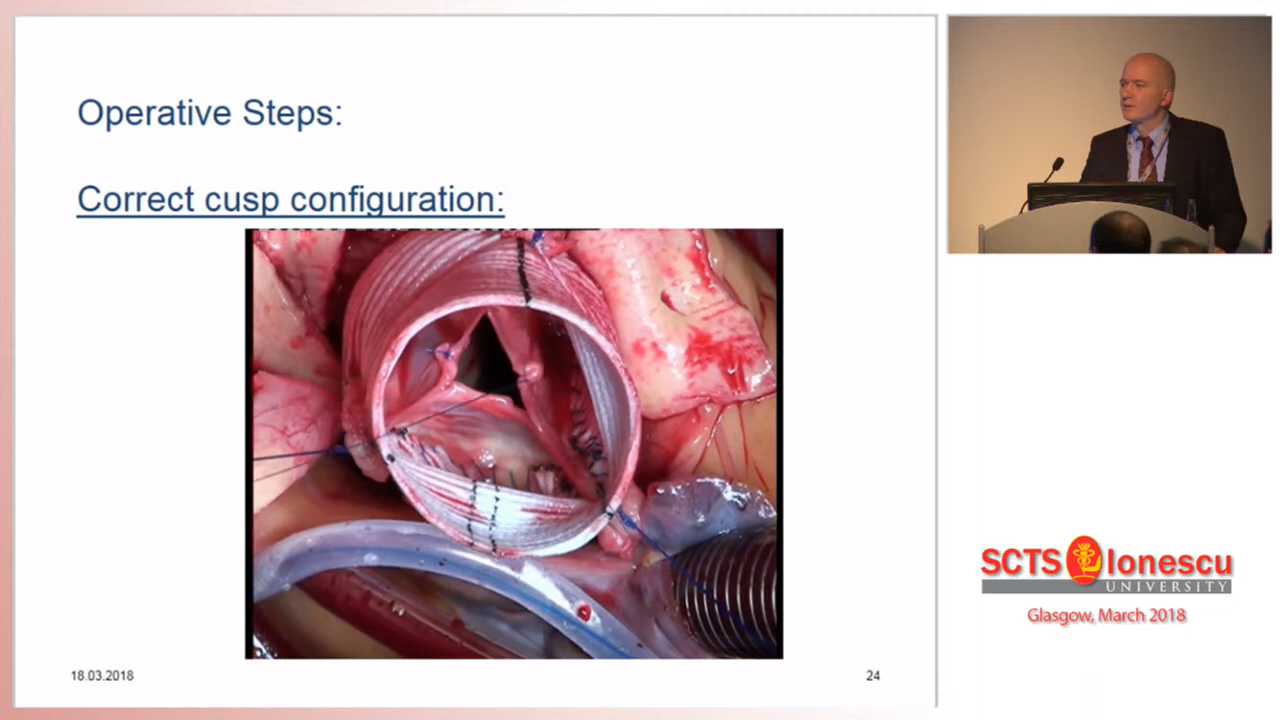 Operative Steps:
Correct cusp configuration:
18.03.2018
24
SCTS Ionescu
UNIVERSITY
Glasgow, March 2018